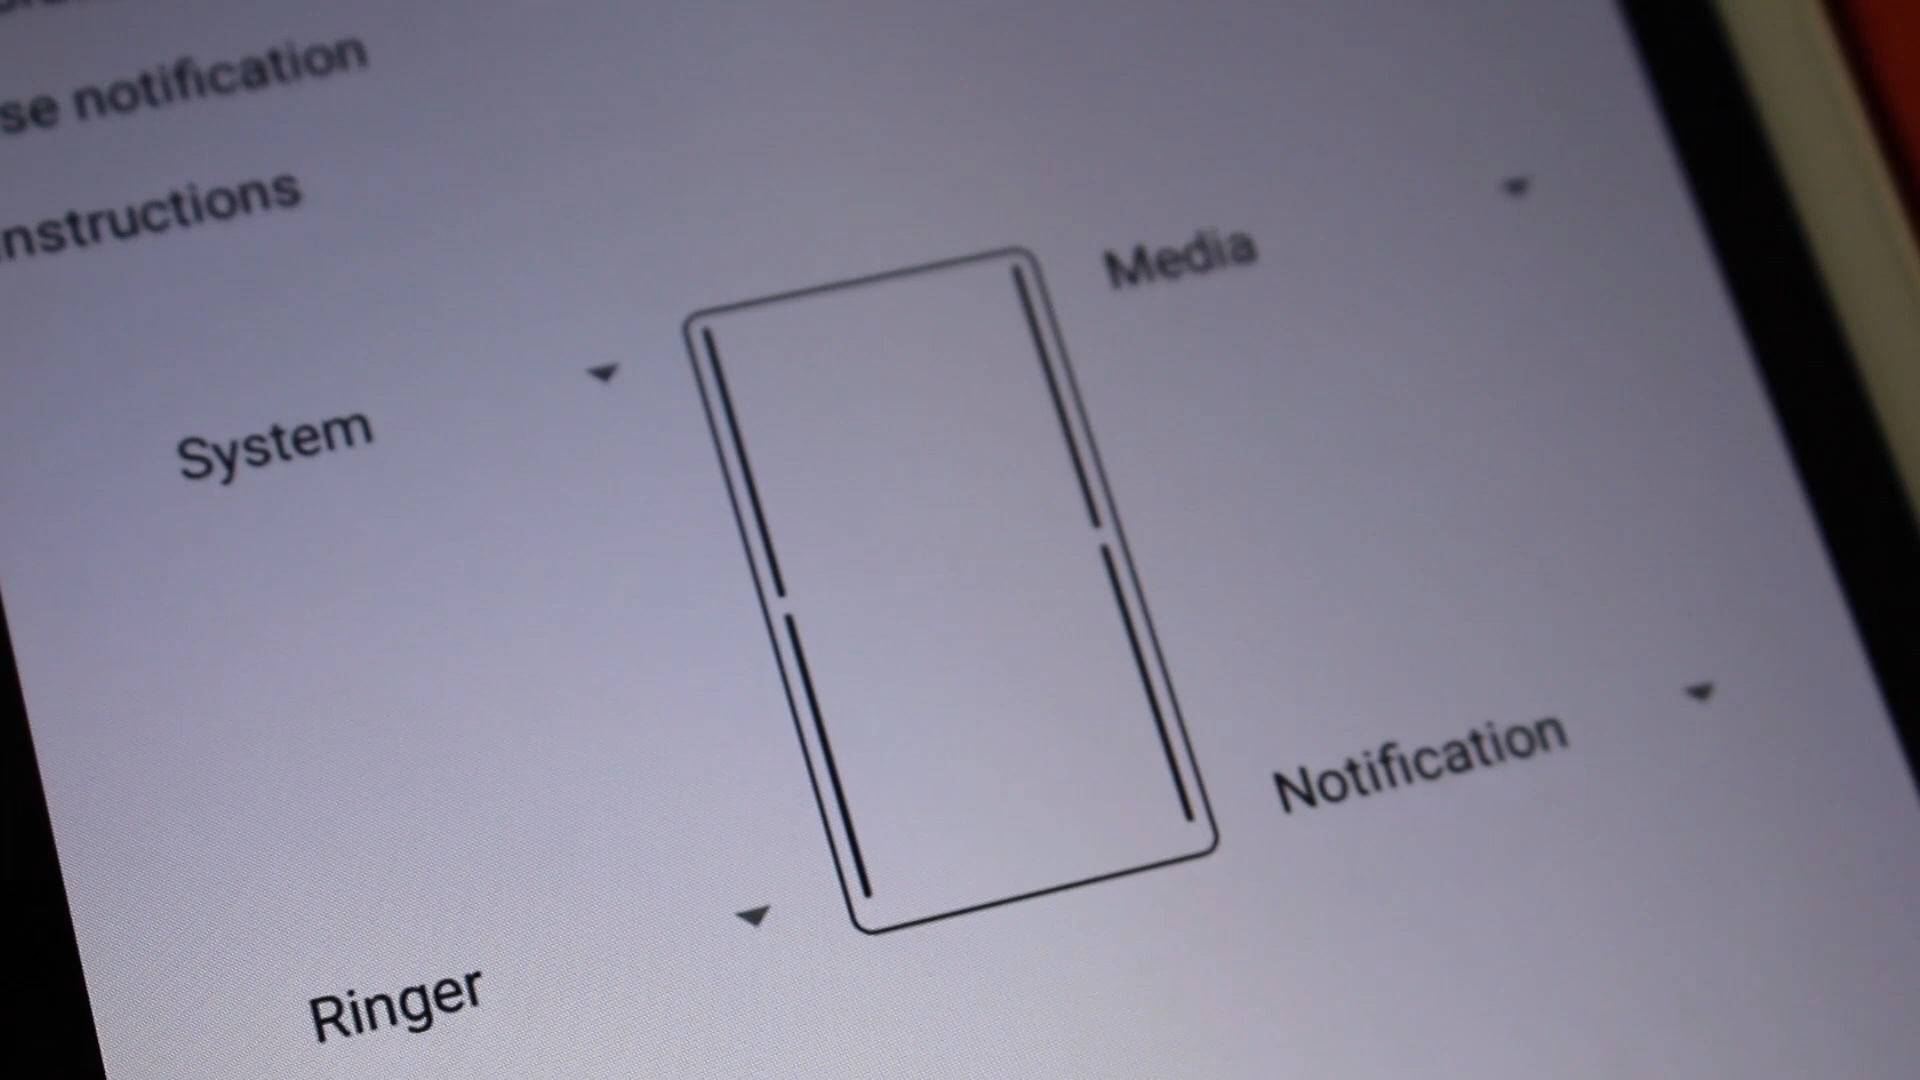 se notification
nstructions
Media
System
Notification
Ringer